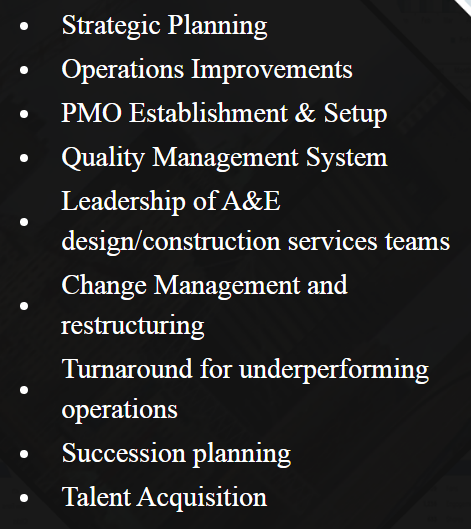 Strategic Planning
Operations Improvements
PMO Establishment & Setup
Quality Management System
Leadership of A&E
design/construction services teams
Change Management and
restructuring
Turnaround for underperforming
operations
Succession planning
Talent Acquisition